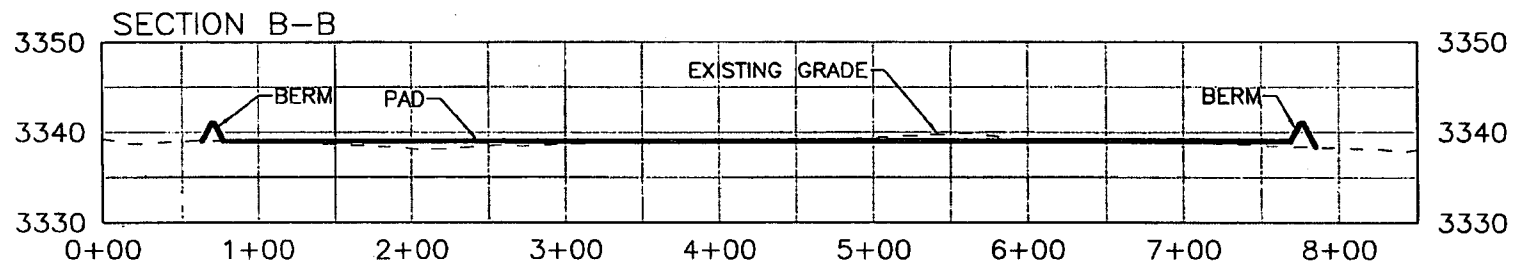 SECTION B-B
3350 3350
EXISTING GRADE
BERM PAD BERM
3340 3340
3330 3330
0+00 1+00 2+00 3+00 4+00 5+00 6+00 7+00 8+00